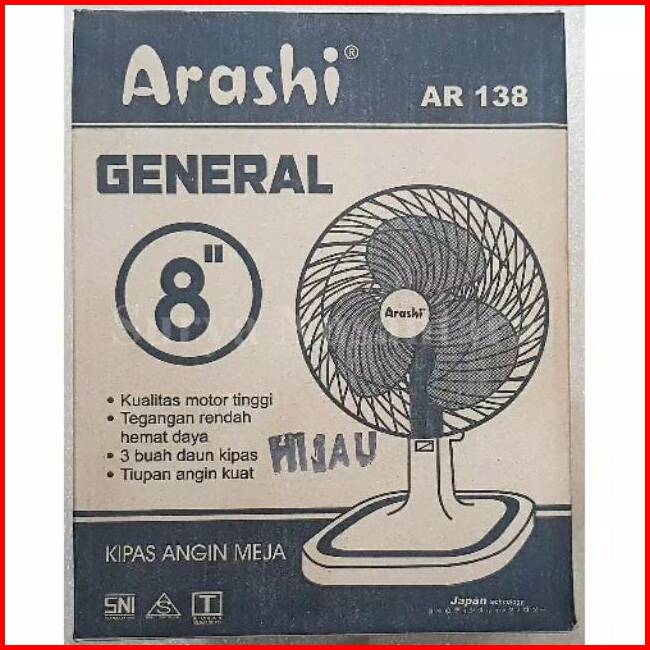 Arashi®
AR 138
GENERAL
8"
Arashi
• Kualitas motor tinggi
• Tegangan rendah
hemat daya
• 3 buah daun kipas
• Tiupan angin kuat
HIJAU
KIPAS ANGIN MEJA
SNI
S
T
Japan technology